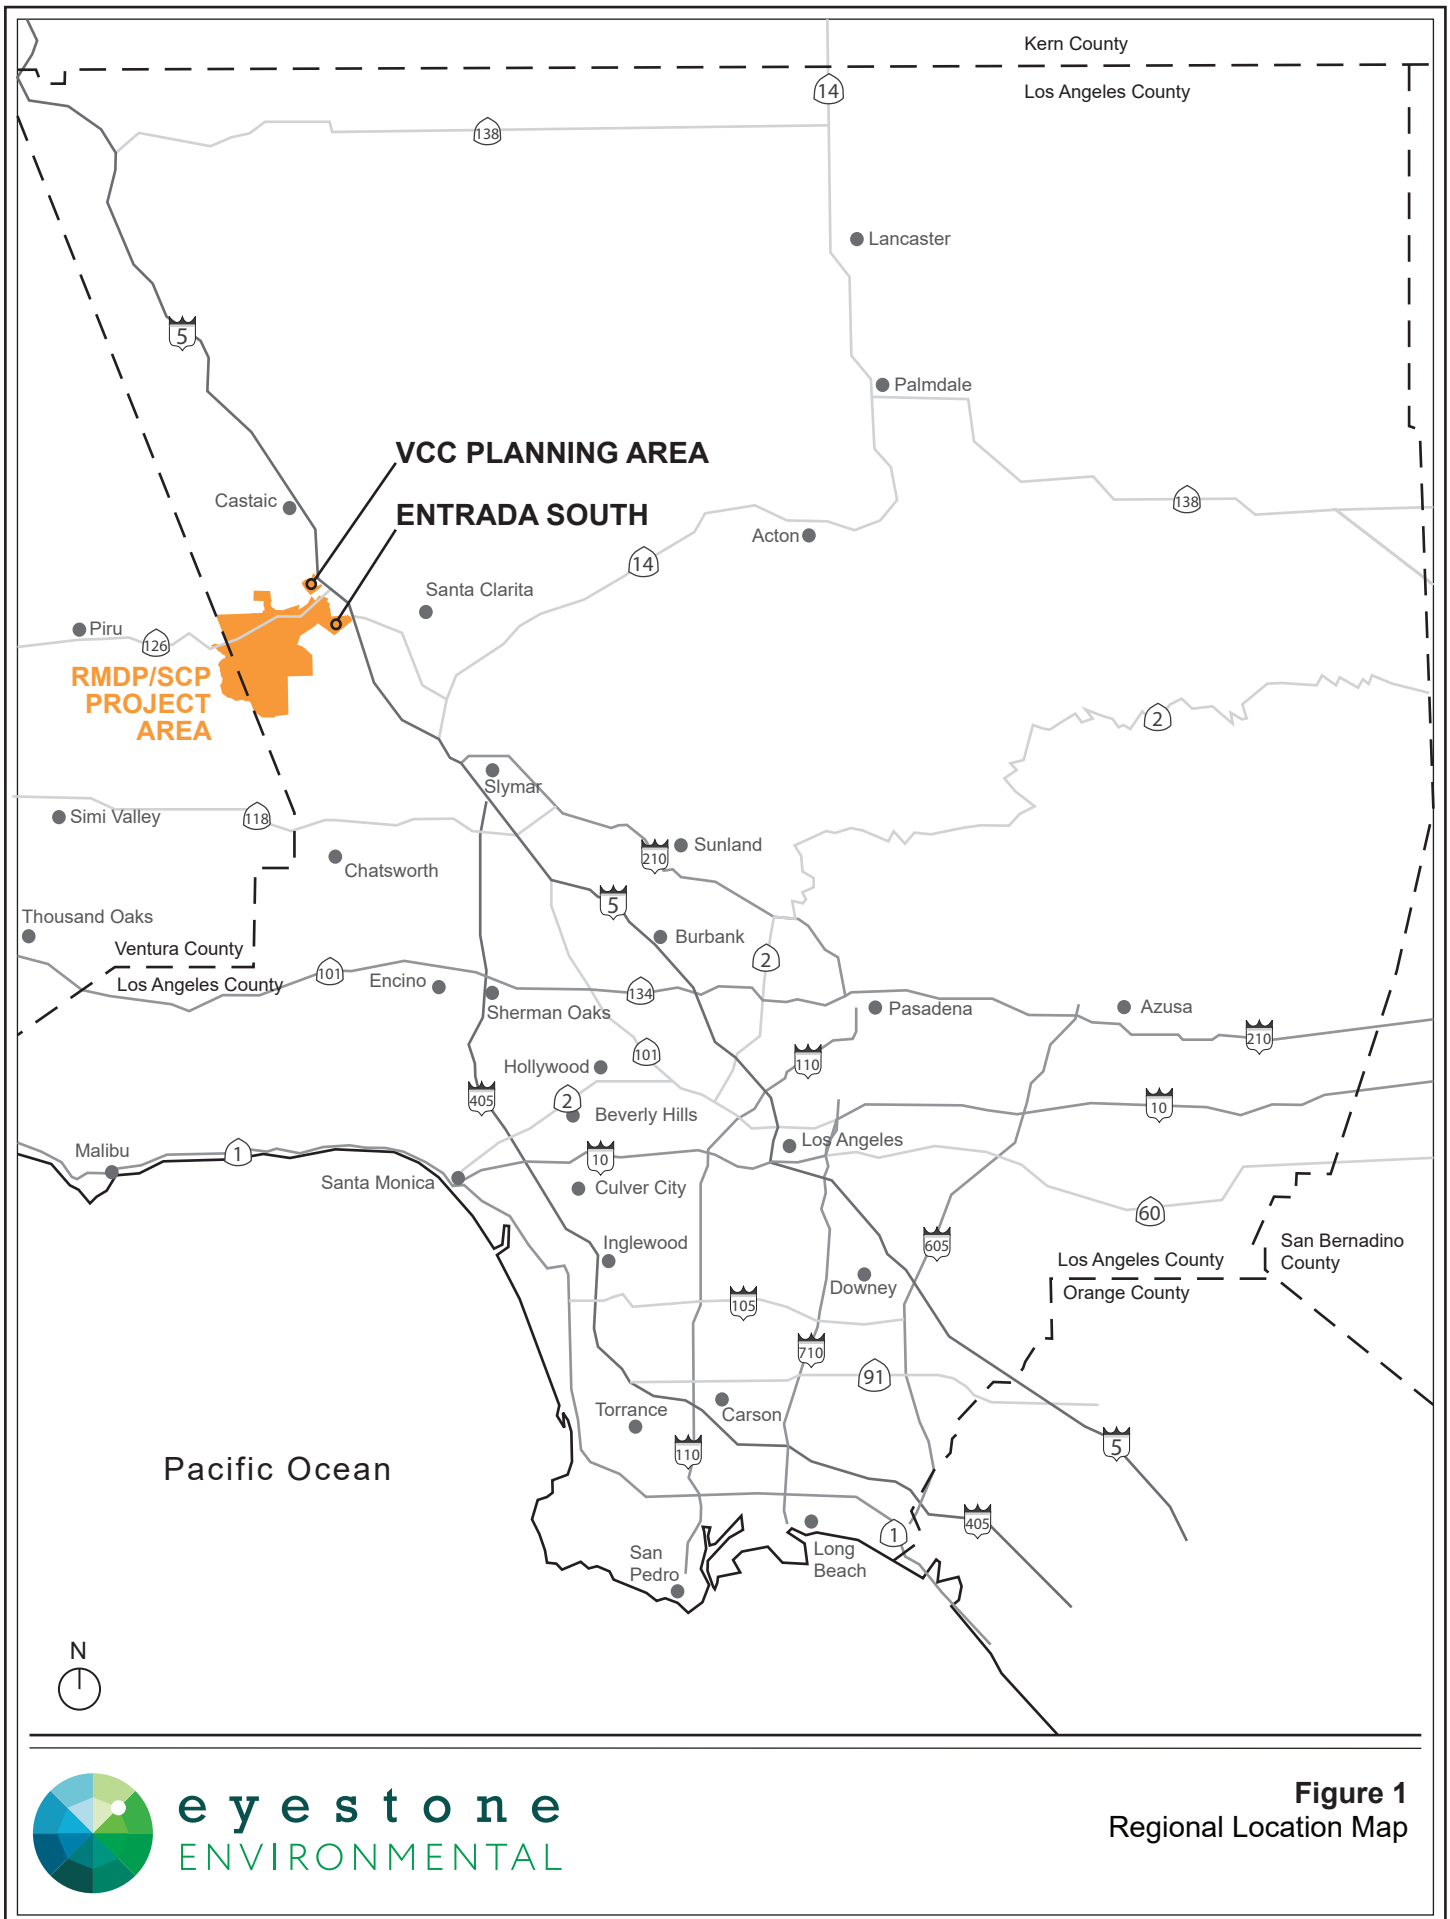 Kern County
Los Angeles County
14
138
Lancaster
5
Palmdale
VCC PLANNING AREA
Castaic
138
ENTRADA SOUTH
Acton
14
Santa Clarita
Piru
126
RMDP/SCP
PROJECT
AREA
2
Slymar
Simi Valley
118
Sunland
210
Chatsworth
5
Thousand Oaks
Burbank
Ventura County
2
101
Los Angeles County
Encino
134
Sherman Oaks
Pasadena
Azusa
210
101
110
Hollywood
405
2
10
Beverly Hills
Los Angeles
Malibu
1
10
Santa Monica
Culver City
60
Inglewood
605
San Bernadino
County
Los Angeles County
Downey
Orange County
105
710
91
Torrance
Carson
5
110
Pacific Ocean
405
1
San
Pedro
Long
Beach
N
eyestone
ENVIRONMENTAL
Figure 1
Regional Location Map